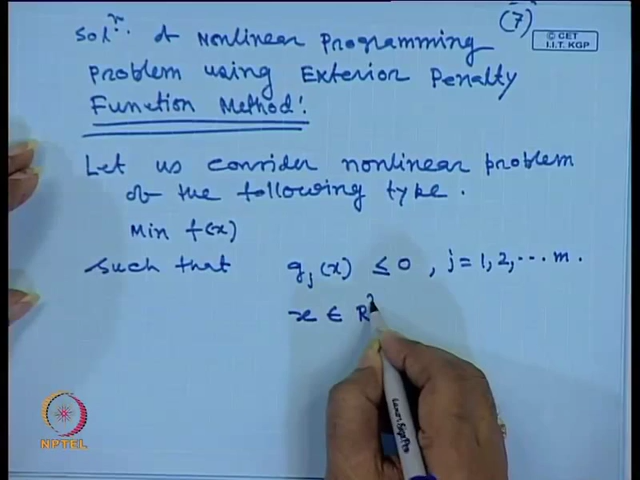 (7)
© CET
I.I.T. KGP
Solⁿ. of Nonlinear Programming
Problem using Exterior Penalty
Function Method:
Let us consider nonlinear problem
of the following type.
Min f(x)
such that g_j(x) ≤ 0, j = 1, 2, ... m.
x ∈ R
NPTEL